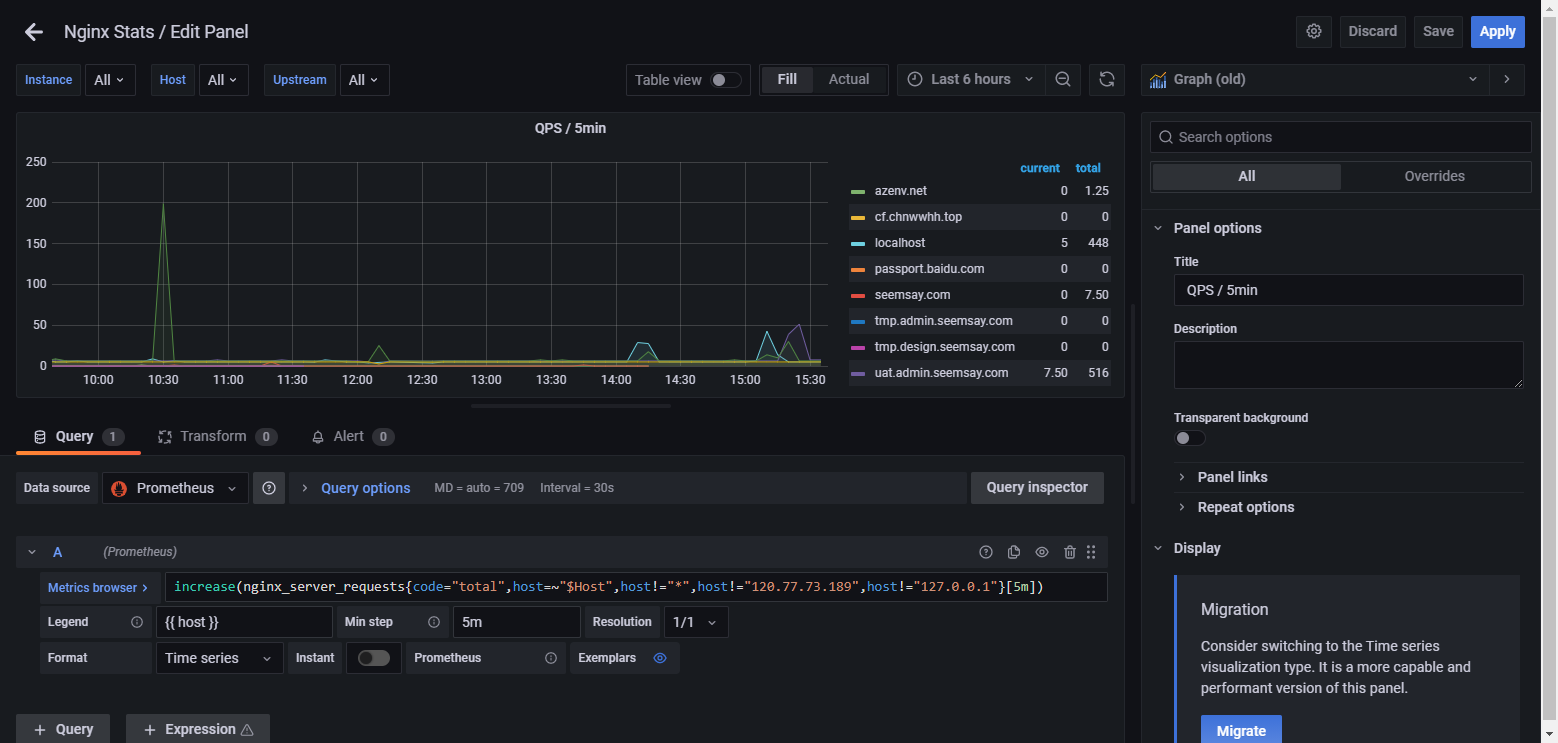 Nginx Stats / Edit Panel
Discard
Save
Apply
Instance
All
Host
All
Upstream
All
Table view
Fill
Actual
Last 6 hours
Graph (old)
QPS / 5min
250
200
150
100
50
0
10:00
10:30
11:00
11:30
12:00
12:30
13:00
13:30
14:00
14:30
15:00
15:30
current total
azenv.net 0 1.25
cf.chnwwhh.top 0 0
localhost 5 448
passport.baidu.com 0 0
seemsay.com 0 7.50
tmp.admin.seemsay.com 0 0
tmp.design.seemsay.com 0 0
uat.admin.seemsay.com 7.50 516
Query 1
Transform 0
Alert 0
Data source
Prometheus
Query options
MD = auto = 709
Interval = 30s
Query inspector
A
(Prometheus)
Metrics browser >
increase(nginx_server_requests{code="total",host=~"$Host",host!="*",host!="120.77.73.189",host!="127.0.0.1"}[5m])
Legend
{{ host }}
Min step
5m
Resolution
1/1
Format
Time series
Instant
Prometheus
Exemplars
+ Query
+ Expression
Search options
All
Overrides
Panel options
Title
QPS / 5min
Description
Transparent background
Panel links
Repeat options
Display
Migration
Consider switching to the Time series
visualization type. It is a more capable and
performant version of this panel.
Migrate